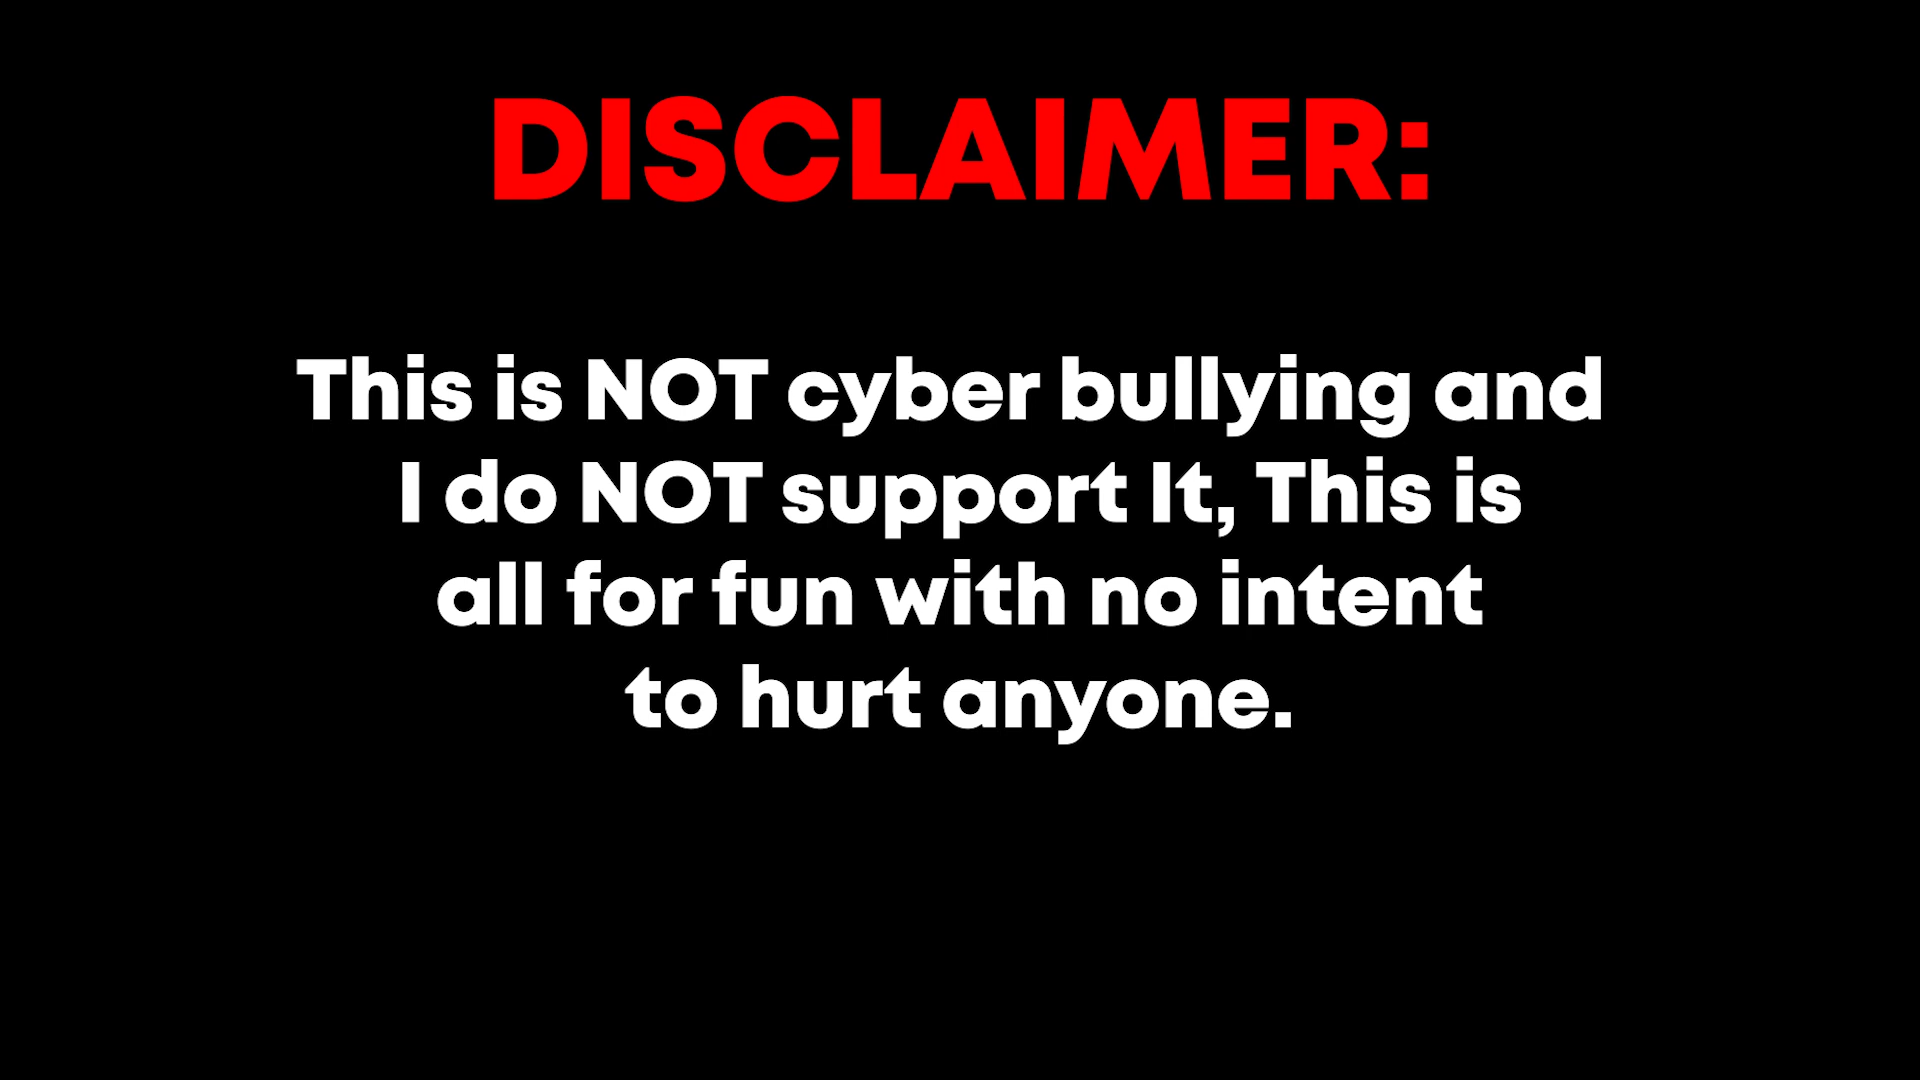 DISCLAIMER:
This is NOT cyber bullying and
I do NOT support It, This is
all for fun with no intent
to hurt anyone.